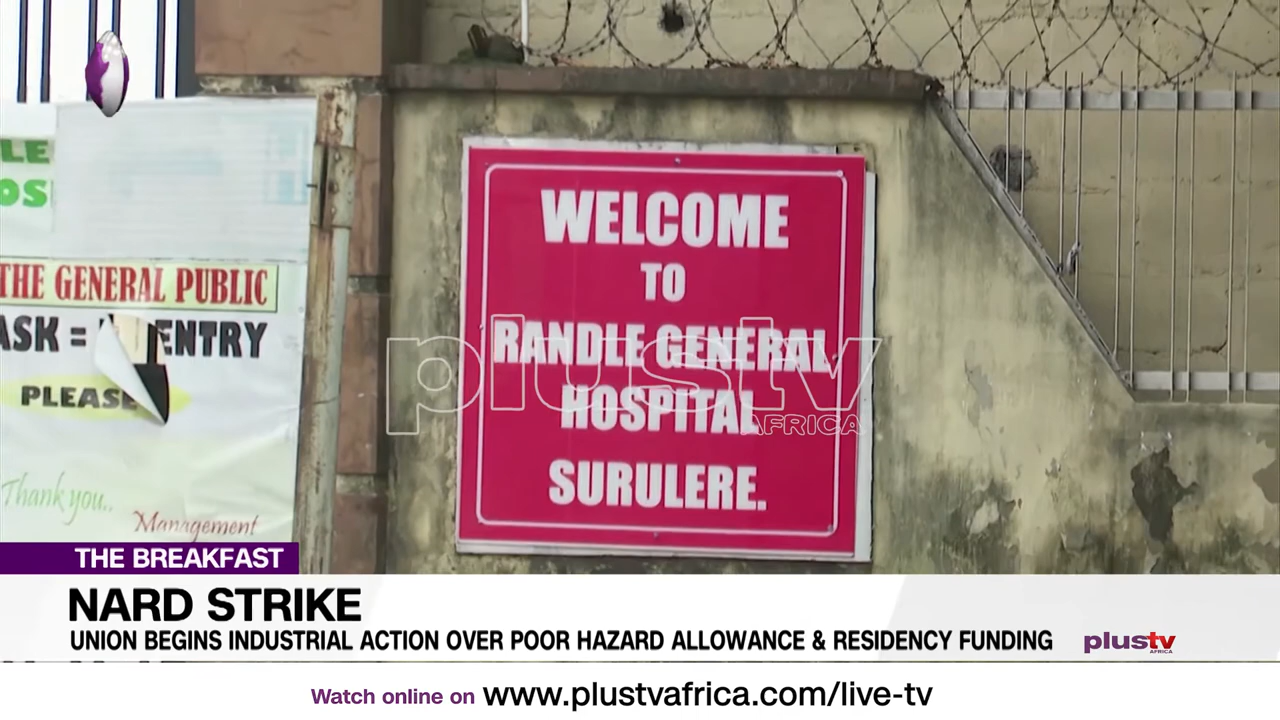 LE
OS
THE GENERAL PUBLIC
ASK = ENTRY
PLEASE
Thank you..
Management
WELCOME
TO
RANDLE GENERAL
HOSPITAL
SURULERE.
plustv
AFRICA
THE BREAKFAST
NARD STRIKE
UNION BEGINS INDUSTRIAL ACTION OVER POOR HAZARD ALLOWANCE & RESIDENCY FUNDING
plustv
AFRICA
Watch online on www.plustvafrica.com/live-tv